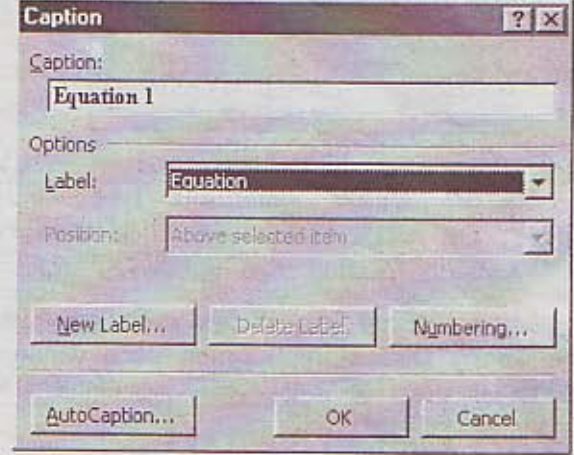 Caption
Caption:
Equation 1
Options
Label: Equation
Position: Above selected item
New Label... Delete Label Numbering...
AutoCaption... OK Cancel